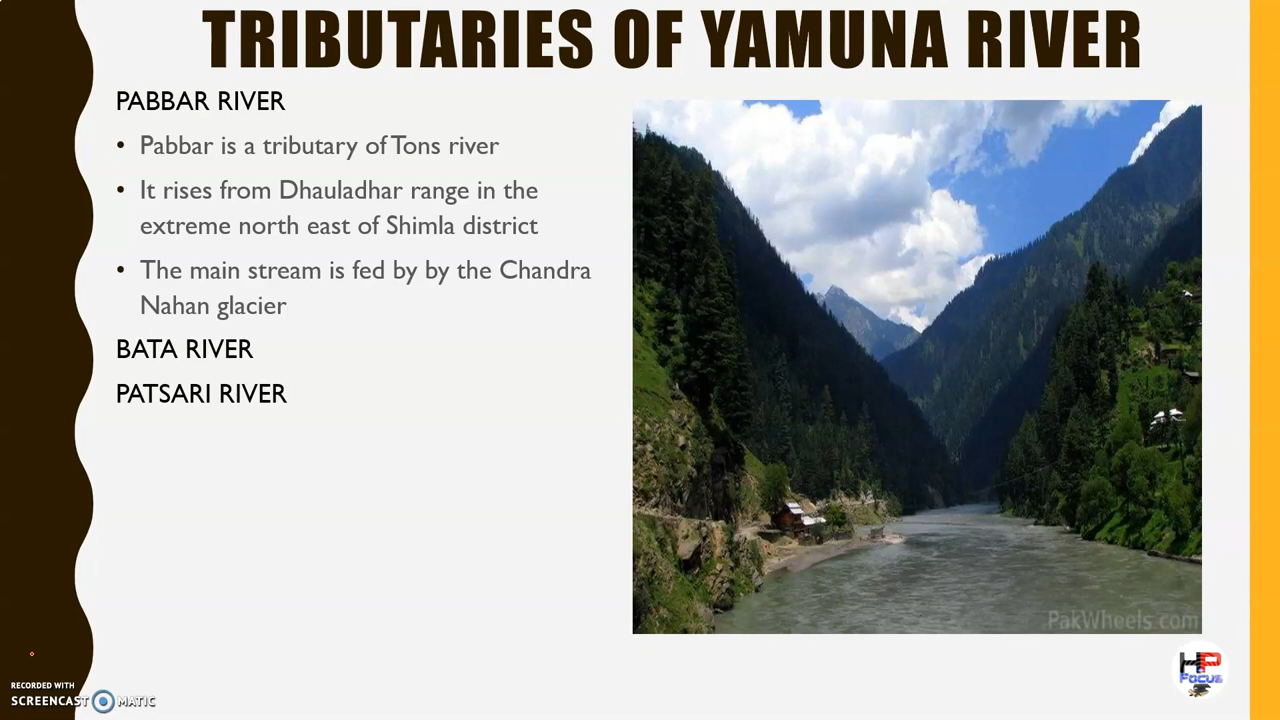 TRIBUTARIES OF YAMUNA RIVER
PABBAR RIVER
• Pabbar is a tributary of Tons river
• It rises from Dhauladhar range in the
extreme north east of Shimla district
• The main stream is fed by by the Chandra
Nahan glacier
BATA RIVER
PATSARI RIVER
PakWheels.com
HP
Focus
RECORDED WITH
SCREENCAST MATIC